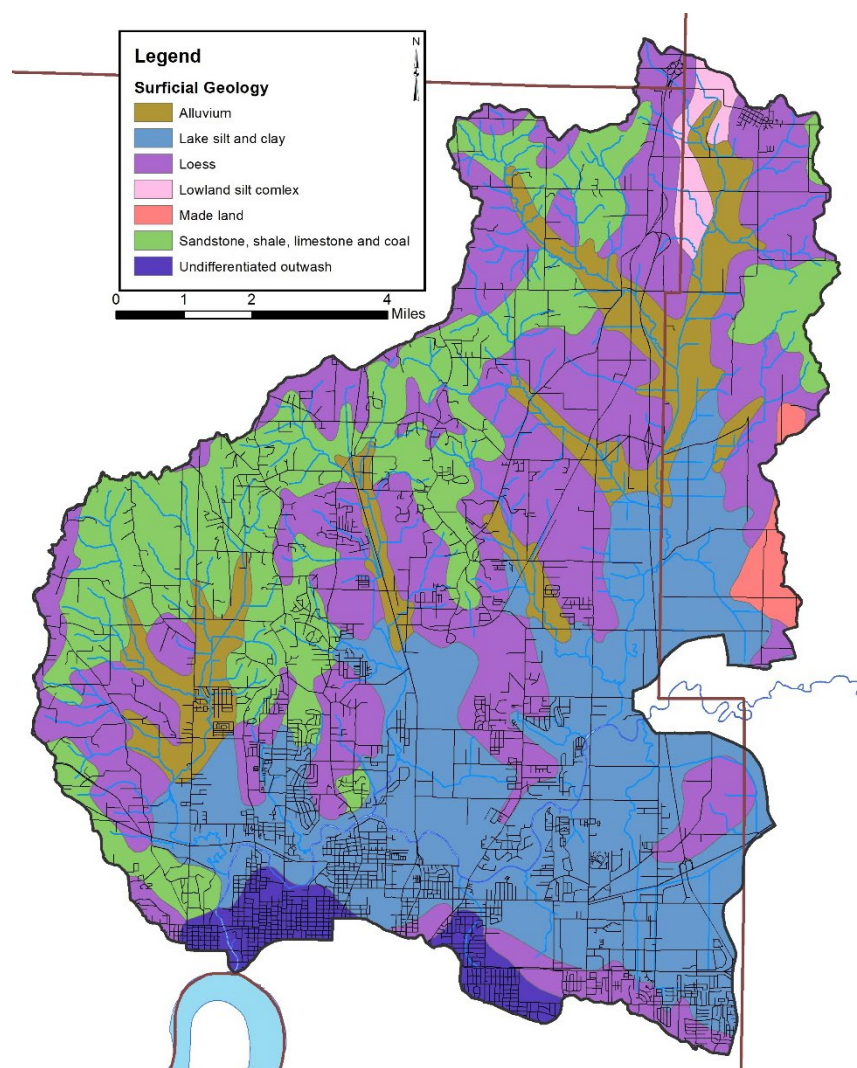 Legend
N
Surficial Geology
Alluvium
Lake silt and clay
Loess
Lowland silt comlex
Made land
Sandstone, shale, limestone and coal
Undifferentiated outwash
0 1 2 4
Miles